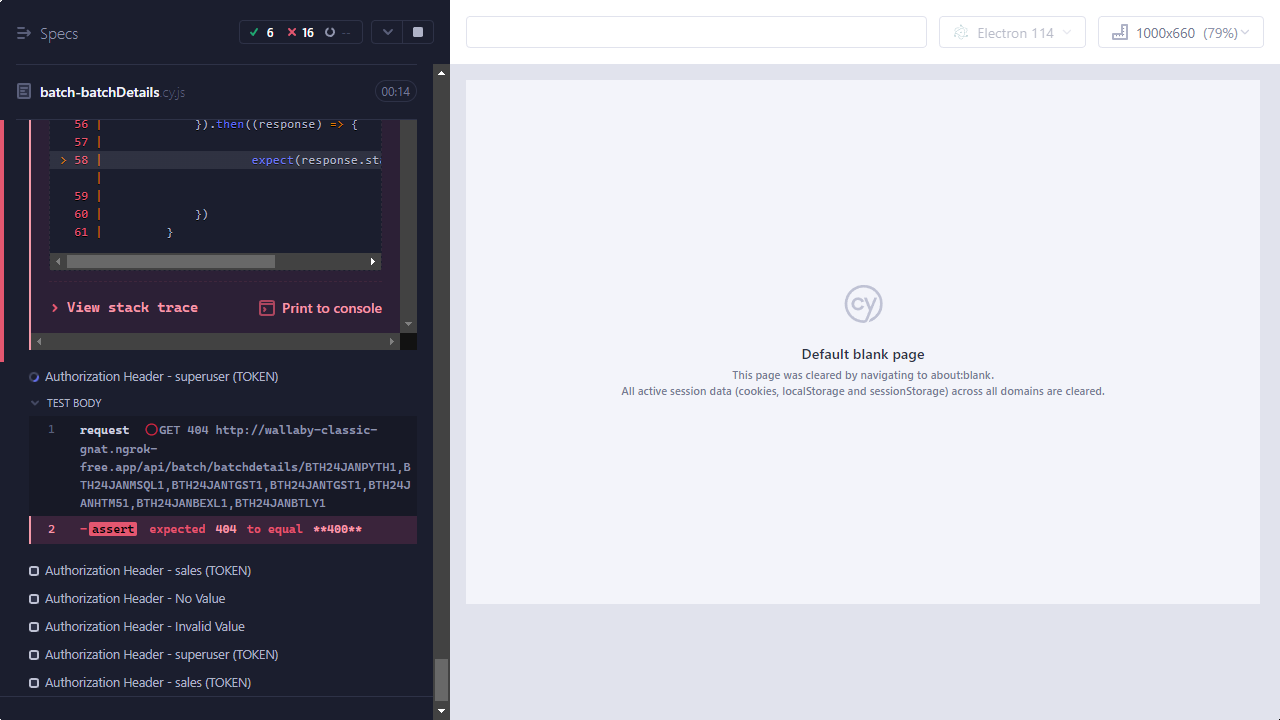 Specs
6
16
--
Electron 114
1000x660 (79%)
batch-batchDetails.cy.js
00:14
56 | }).then((response) => {
57 |
> 58 | expect(response.sta
|
59 |
60 | })
61 | }
View stack trace
Print to console
Authorization Header - superuser (TOKEN)
TEST BODY
1 request GET 404 http://wallaby-classic-
gnat.ngrok-
free.app/api/batch/batchdetails/BTH24JANPYTH1,B
TH24JANMSQL1,BTH24JANTGST1,BTH24JANTGST1,BTH24J
ANHTM51,BTH24JANBEXL1,BTH24JANBTLY1
2 -assert expected 404 to equal **400**
Authorization Header - sales (TOKEN)
Authorization Header - No Value
Authorization Header - Invalid Value
Authorization Header - superuser (TOKEN)
Authorization Header - sales (TOKEN)
cy
Default blank page
This page was cleared by navigating to about:blank.
All active session data (cookies, localStorage and sessionStorage) across all domains are cleared.